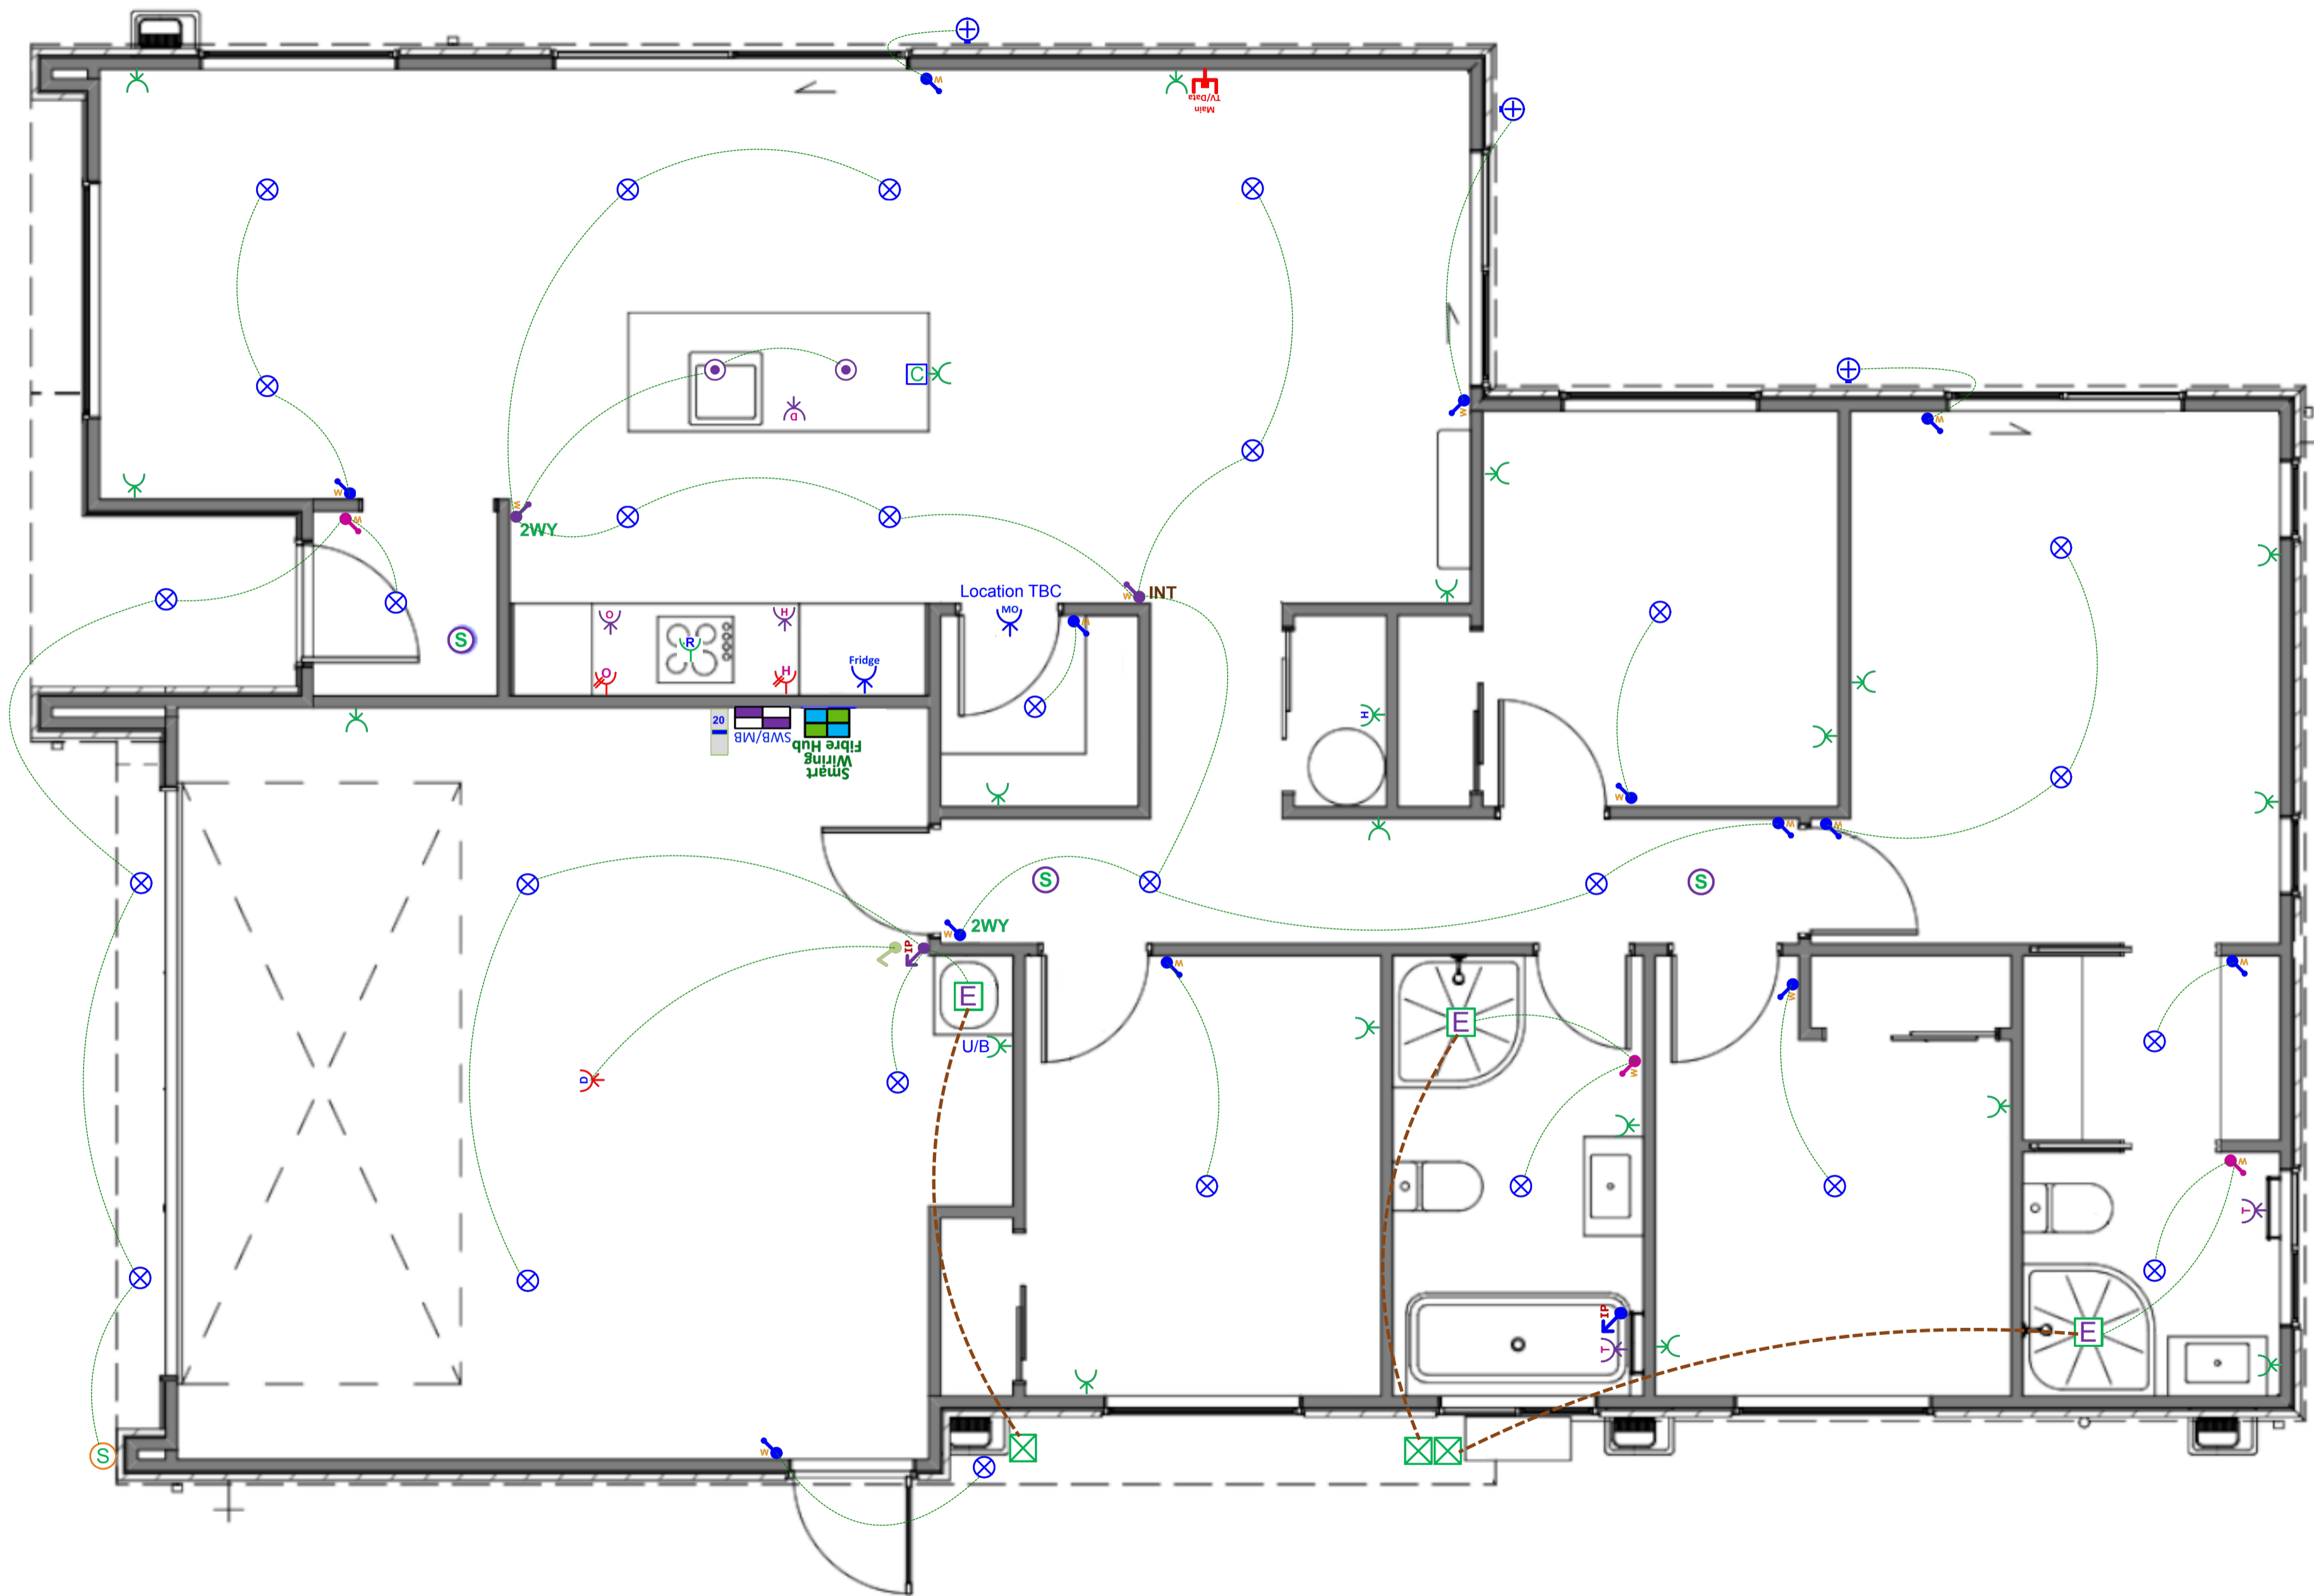 W
W
Main
TV/Data
C
D
W
W
W
W
W
2WY
W
INT
Location TBC
MO
W
O
H
R
O
H
Fridge
S
20
SWB/MB
Smart
Wiring
Fibre Hub
H
W
W
W
S
S
W
2WY
IP
E
U/B
D
W
E
W
W
W
W
T
E
IP
T
S
W